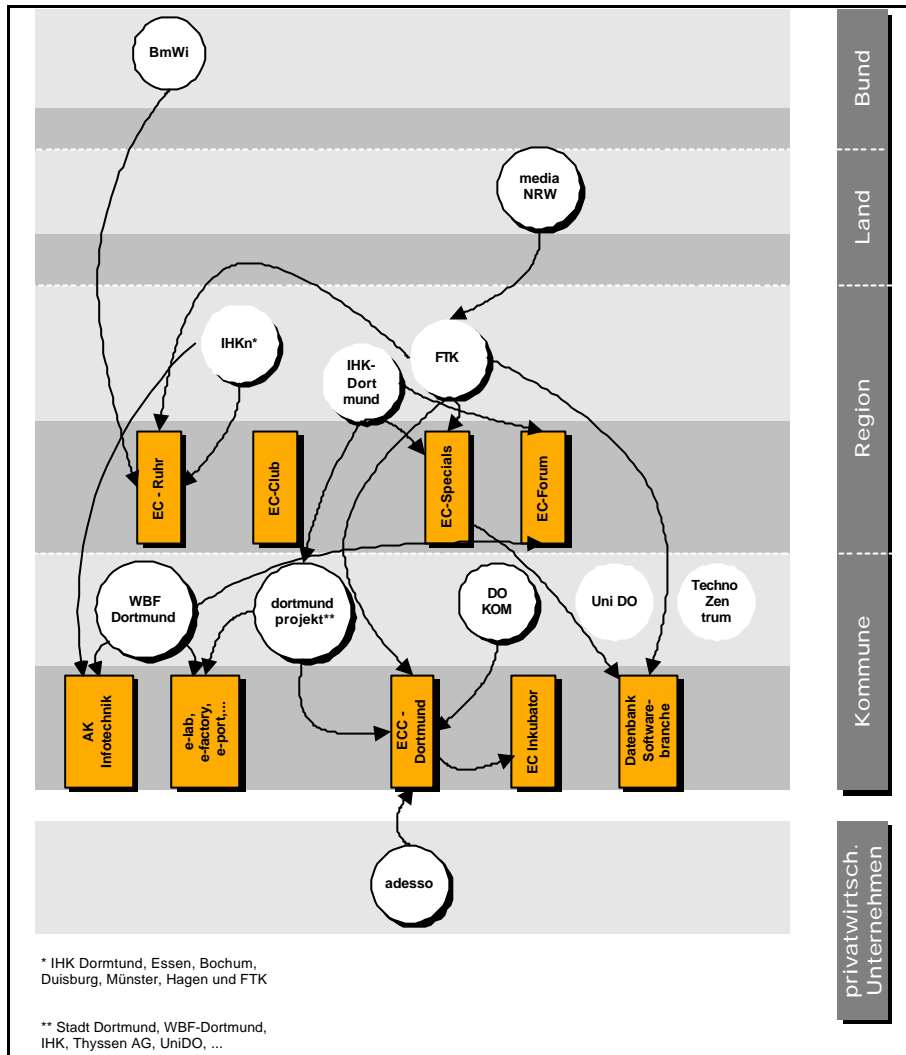 BmWi
Bund
media
NRW
Land
IHKn*
IHK-
Dort
mund
FTK
Region
EC - Ruhr
EC-Club
EC-Specials
EC-Forum
WBF
Dortmund
dortmund
projekt**
DO
KOM
Uni DO
Techno
Zen
trum
Kommune
AK
Infotechnik
e-lab,
e-factory,
e-port,...
ECC -
Dortmund
EC Inkubator
Datenbank
Software-
branche
adesso
privatwirtsch.
Unternehmen
* IHK Dormtund, Essen, Bochum,
Duisburg, Münster, Hagen und FTK
** Stadt Dortmund, WBF-Dortmund,
IHK, Thyssen AG, UniDO, ...